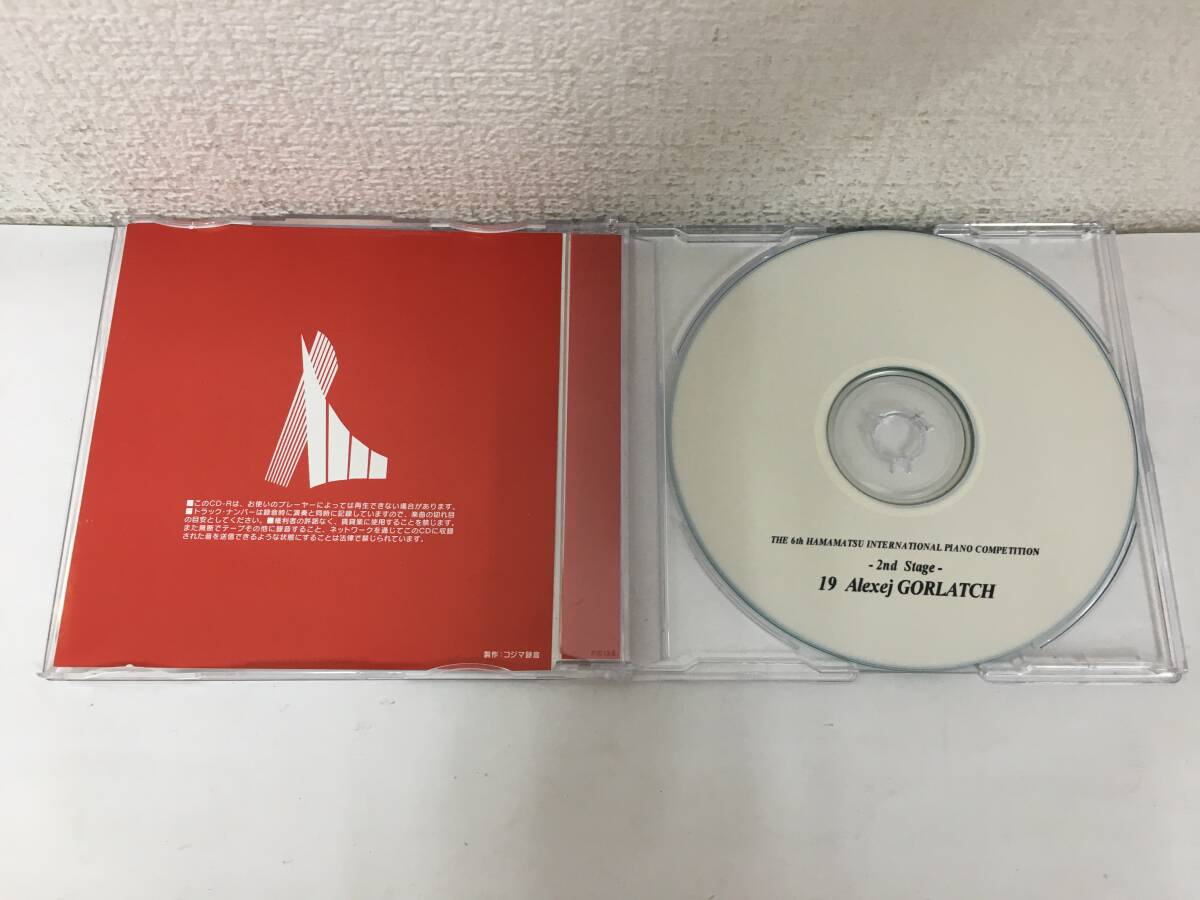 ■このCD-Rは、お使いのプレーヤーによっては再生できない場合があります。
■トラック・ナンバーは録音時に演奏と同時に記録していますので、楽曲の切れ目
の目安としてください。■権利者の許諾なく、賃貸業に使用することを禁じます。
また無断でテープその他に録音すること、ネットワークを通じてこのCDに収録
された音を送信できるような状態にすることは法律で禁じられています。
製作:コジマ録音
THE 6th HAMAMATSU INTERNATIONAL PIANO COMPETITION
- 2nd Stage -
19 Alexej GORLATCH